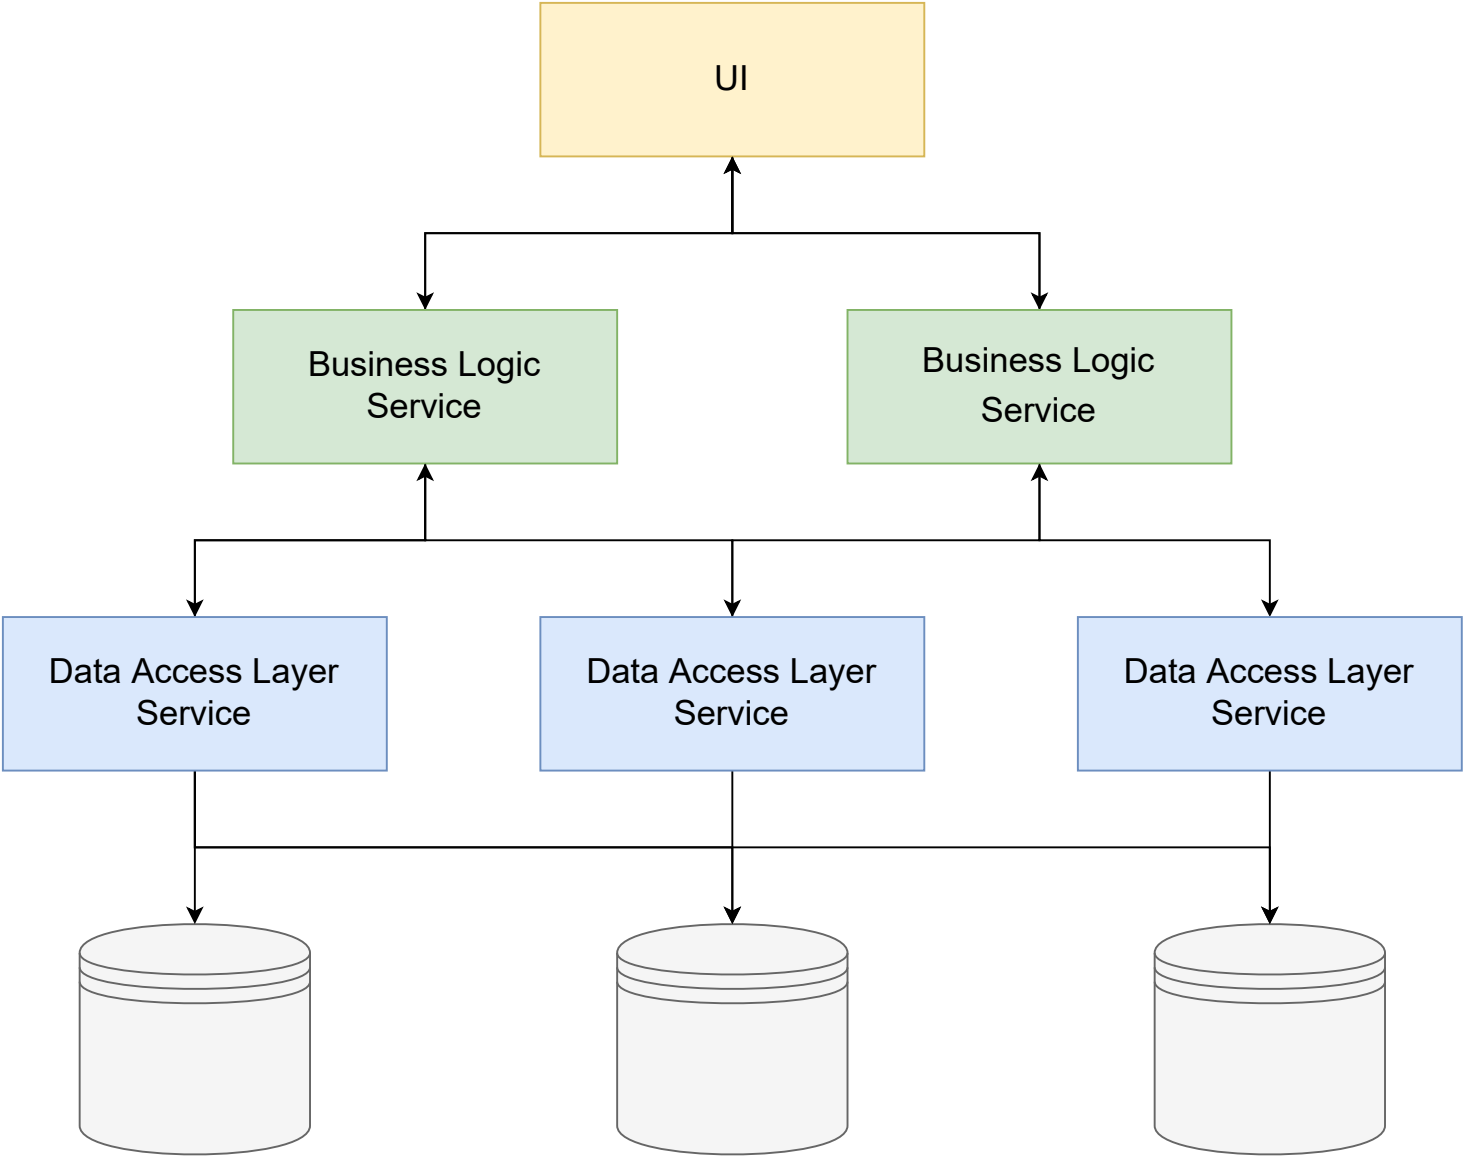 UI
Business Logic
Service
Business Logic
Service
Data Access Layer
Service
Data Access Layer
Service
Data Access Layer
Service